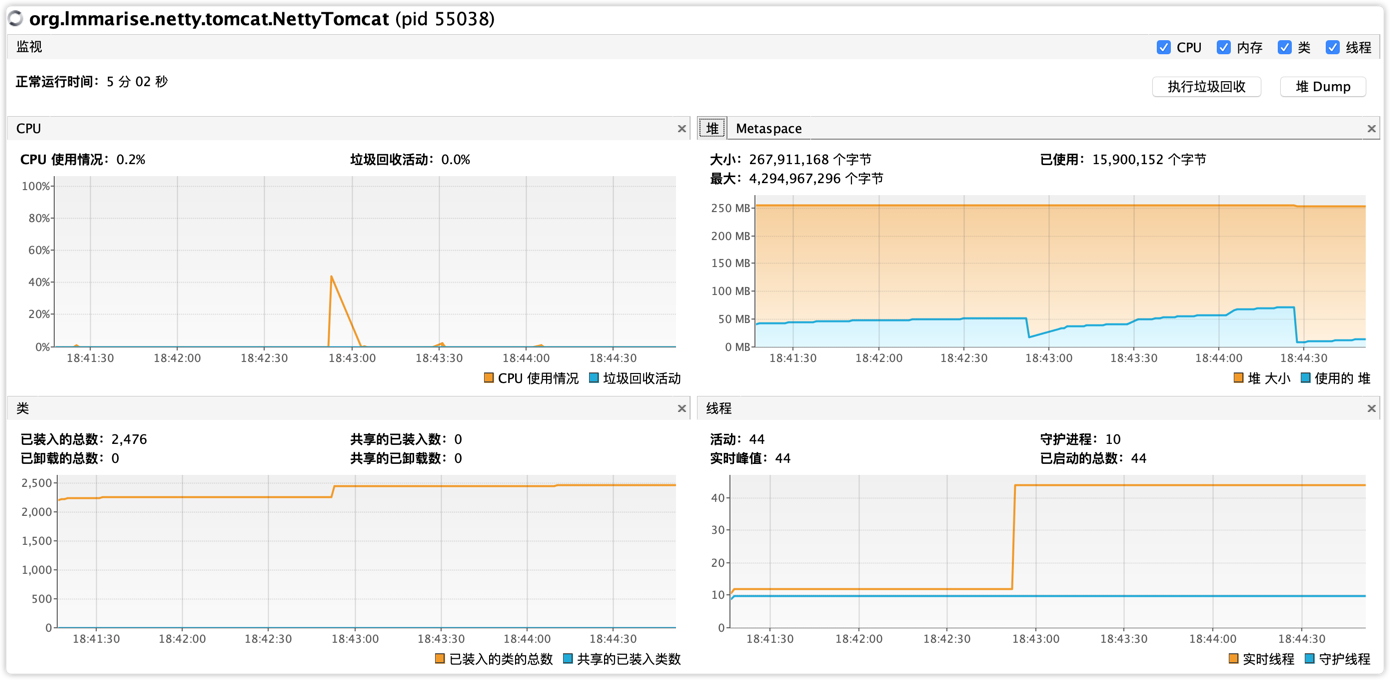 org.lmmarise.netty.tomcat.NettyTomcat (pid 55038)
监视 CPU 内存 类 线程
正常运行时间: 5 分 02 秒 执行垃圾回收 堆 Dump
CPU
CPU 使用情况: 0.2% 垃圾回收活动: 0.0%
100%
80%
60%
40%
20%
0%
18:41:30 18:42:00 18:42:30 18:43:00 18:43:30 18:44:00 18:44:30
CPU 使用情况 垃圾回收活动
堆 Metaspace
大小: 267,911,168 个字节 已使用: 15,900,152 个字节
最大: 4,294,967,296 个字节
250 MB
200 MB
150 MB
100 MB
50 MB
0 MB
18:41:30 18:42:00 18:42:30 18:43:00 18:43:30 18:44:00 18:44:30
堆 大小 使用的 堆
类
已装入的总数: 2,476 共享的已装入数: 0
已卸载的总数: 0 共享的已卸载数: 0
2,500
2,000
1,500
1,000
500
0
18:41:30 18:42:00 18:42:30 18:43:00 18:43:30 18:44:00 18:44:30
已装入的类的总数 共享的已装入类数
线程
活动: 44 守护进程: 10
实时峰值: 44 已启动的总数: 44
40
30
20
10
0
18:41:30 18:42:00 18:42:30 18:43:00 18:43:30 18:44:00 18:44:30
实时线程 守护线程